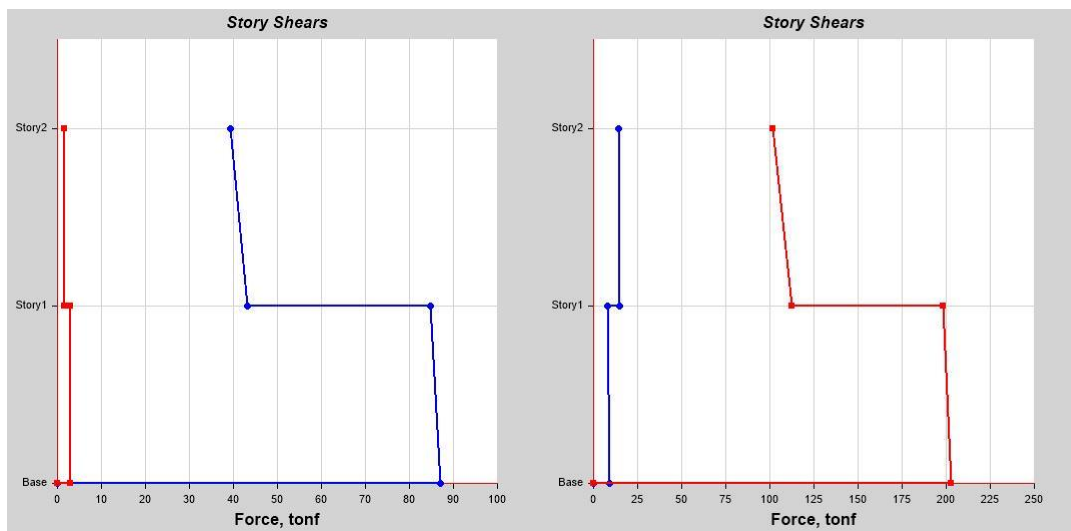 Story Shears
Story2
Story1
Base
0 10 20 30 40 50 60 70 80 90 100
Force, tonf
Story Shears
Story2
Story1
Base
0 25 50 75 100 125 150 175 200 225 250
Force, tonf